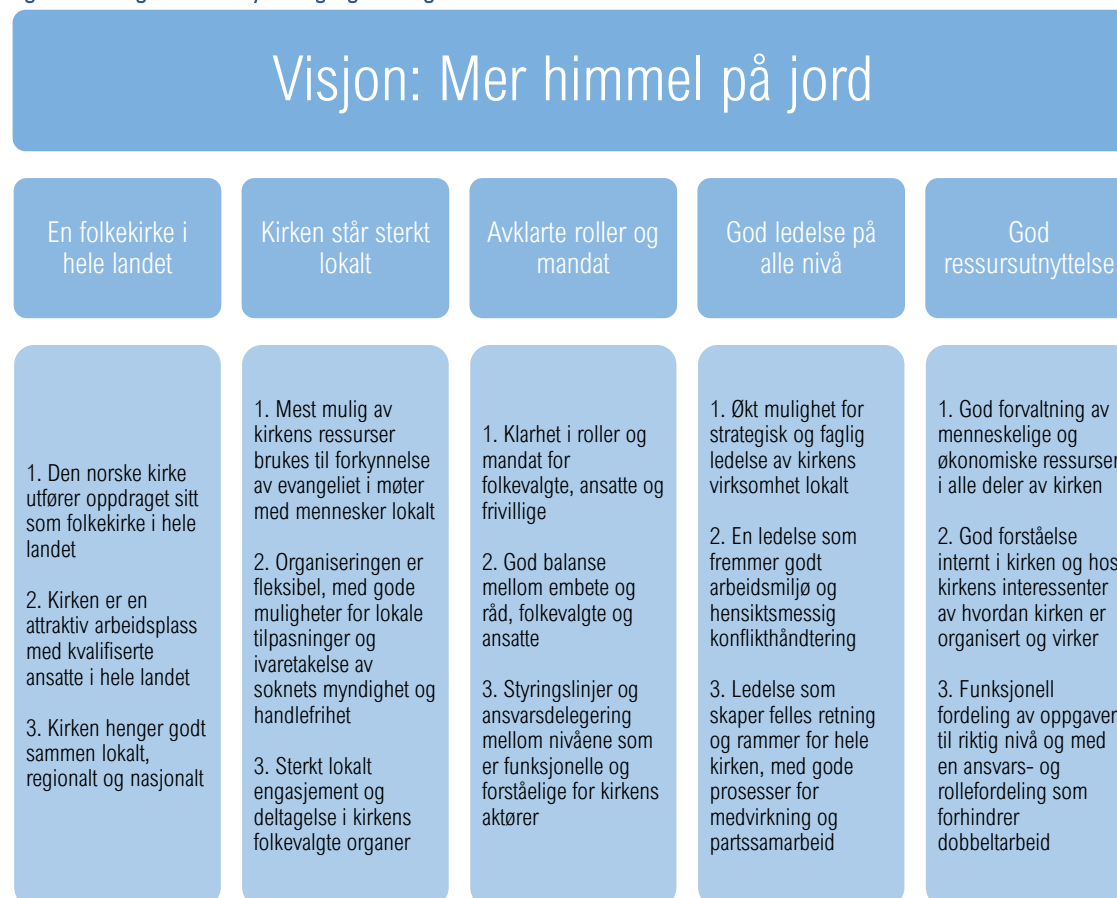 Visjon: Mer himmel på jord
En folkekirke i
hele landet
Kirken står sterkt
lokalt
Avklarte roller og
mandat
God ledelse på
alle nivå
God
ressursutnyttelse
1. Den norske kirke
utfører oppdraget sitt
som folkekirke i hele
landet
2. Kirken er en
attraktiv arbeidsplass
med kvalifiserte
ansatte i hele landet
3. Kirken henger godt
sammen lokalt,
regionalt og nasjonalt
1. Mest mulig av
kirkens ressurser
brukes til forkynnelse
av evangeliet i møter
med mennesker lokalt
2. Organiseringen er
fleksibel, med gode
muligheter for lokale
tilpasninger og
ivaretakelse av
soknets myndighet og
handlefrihet
3. Sterkt lokalt
engasjement og
deltagelse i kirkens
folkevalgte organer
1. Klarhet i roller og
mandat for
folkevalgte, ansatte og
frivillige
2. God balanse
mellom embete og
råd, folkevalgte og
ansatte
3. Styringslinjer og
ansvarsdelegering
mellom nivåene som
er funksjonelle og
forståelige for kirkens
aktører
1. Økt mulighet for
strategisk og faglig
ledelse av kirkens
virksomhet lokalt
2. En ledelse som
fremmer godt
arbeidsmiljø og
hensiktsmessig
konflikthåndtering
3. Ledelse som
skaper felles retning
og rammer for hele
kirken, med gode
prosesser for
medvirkning og
partssamarbeid
1. God forvaltning av
menneskelige og
økonomiske ressurser
i alle deler av kirken
2. God forståelse
internt i kirken og hos
kirkens interessenter
av hvordan kirken er
organisert og virker
3. Funksjonell
fordeling av oppgaver
til riktig nivå og med
en ansvars- og
rollefordeling som
forhindrer
dobbeltarbeid